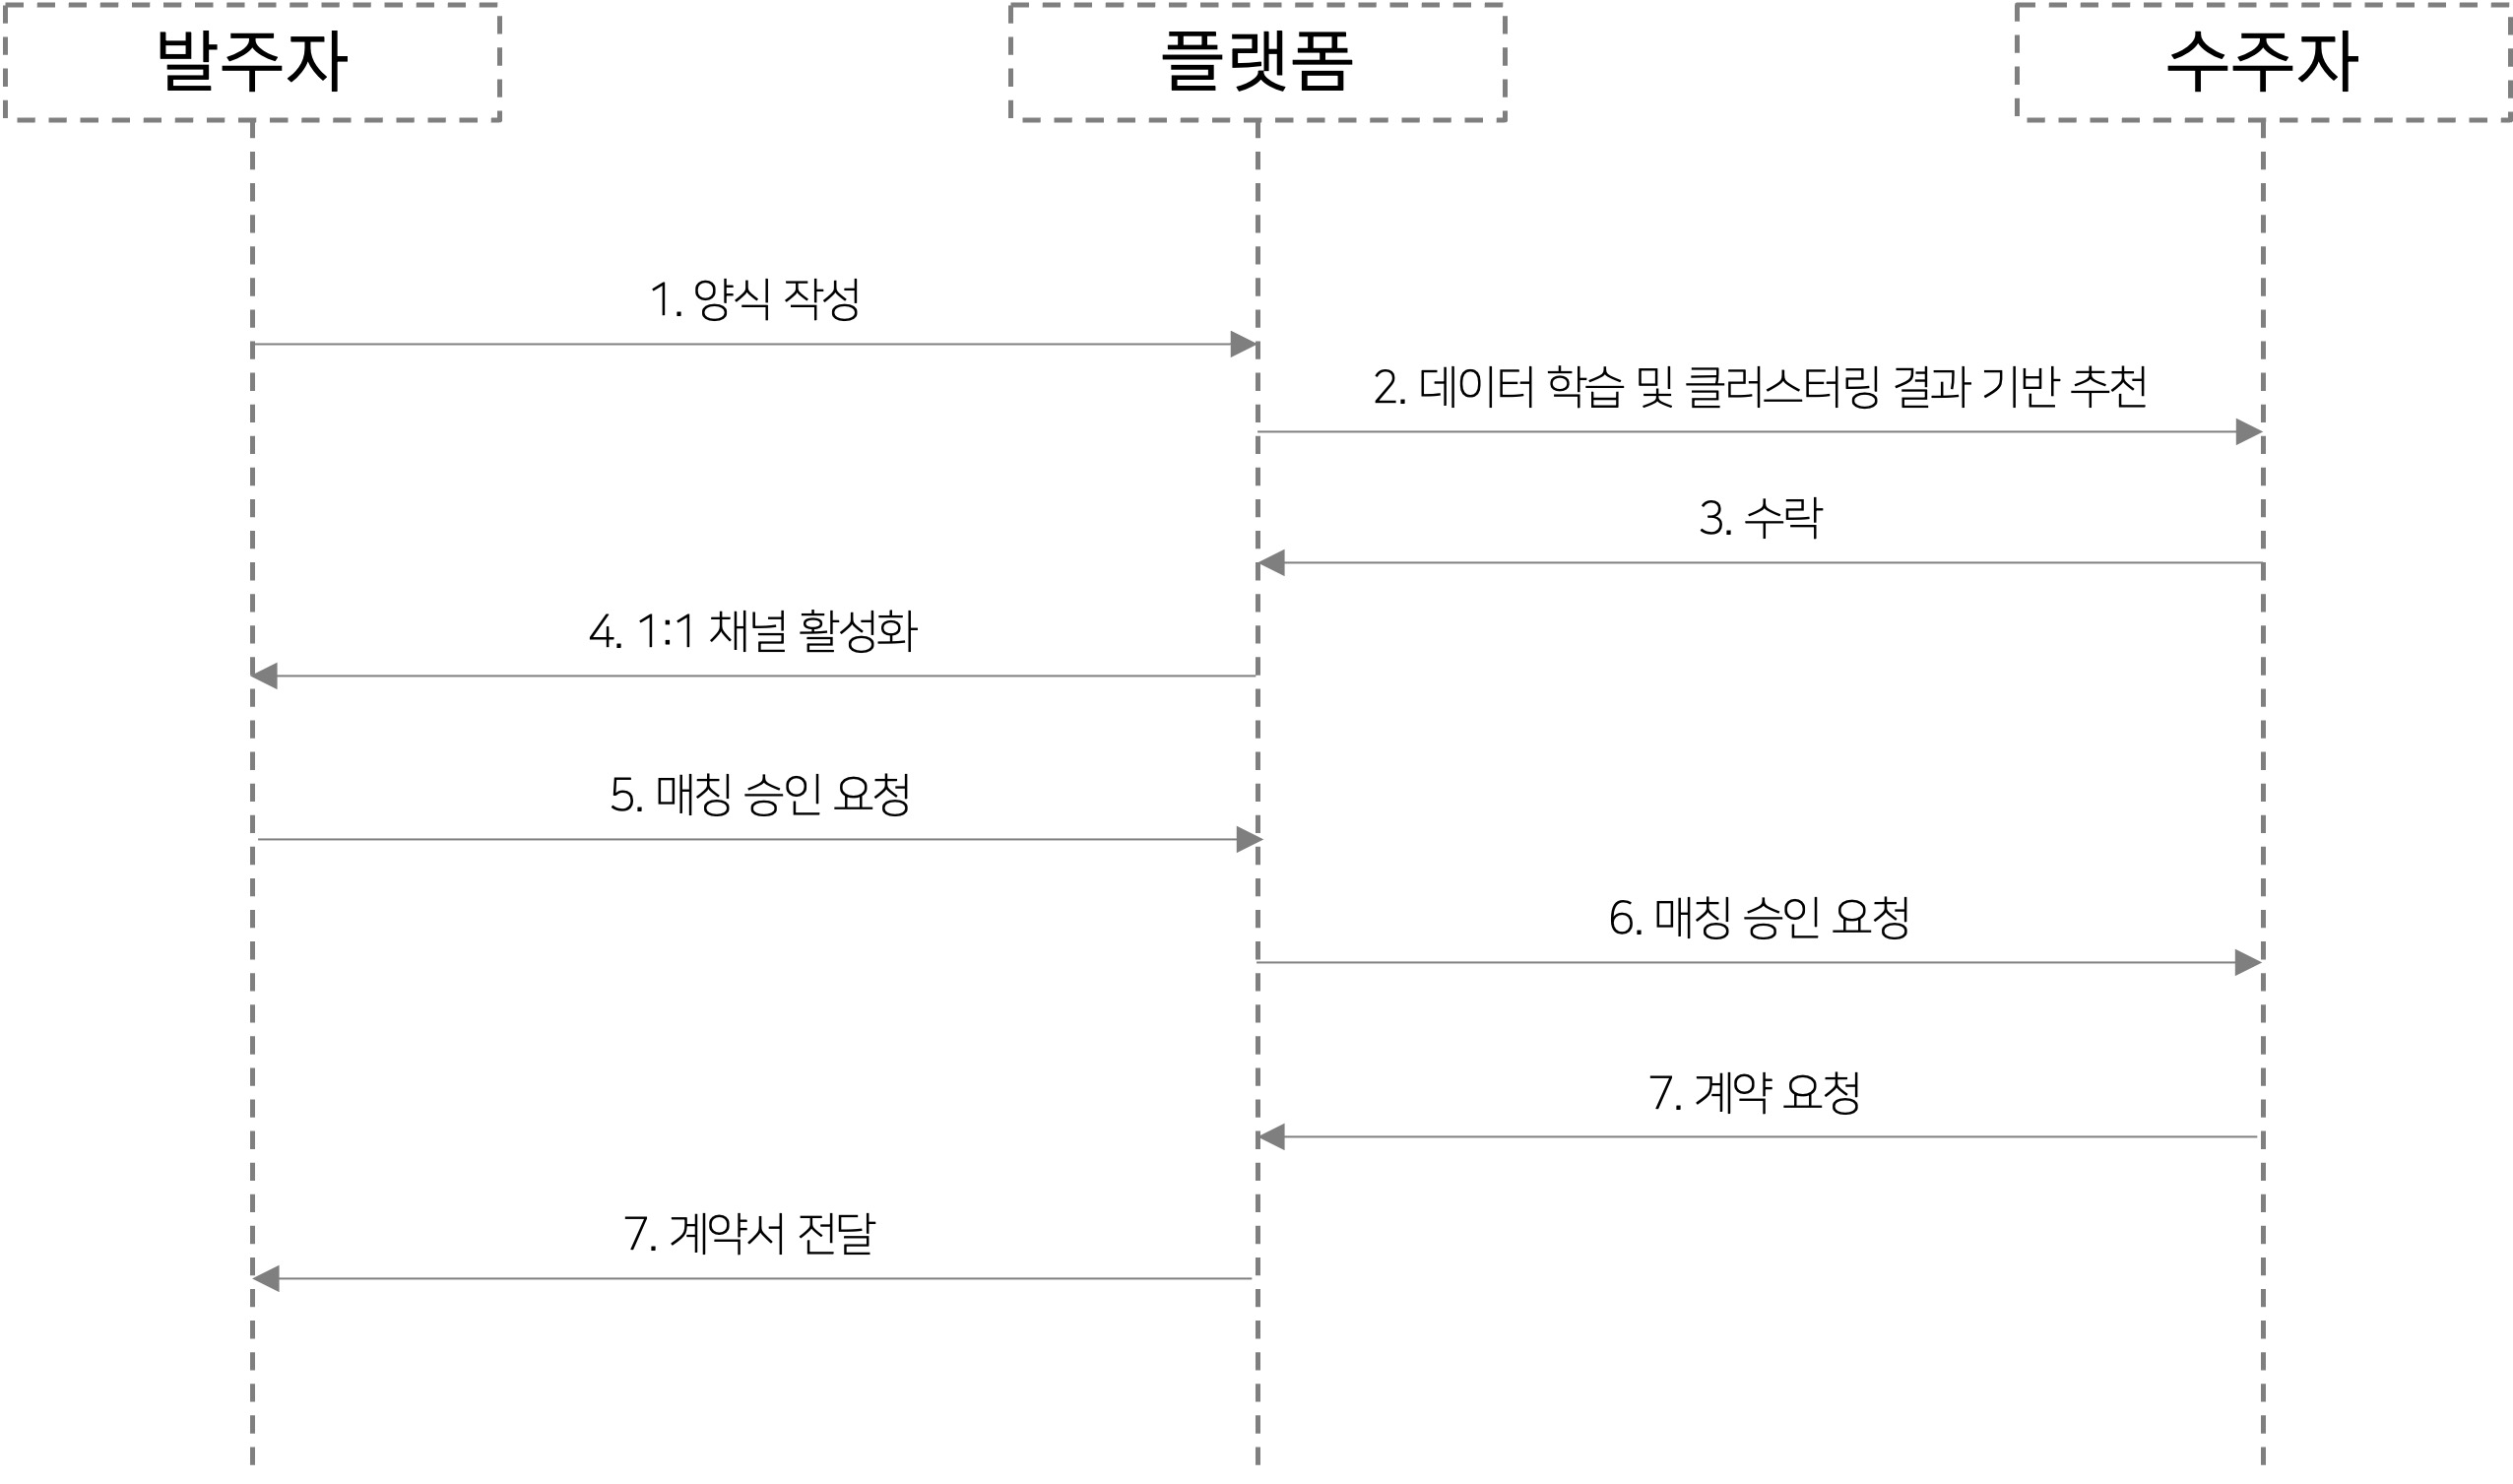 발주자
플랫폼
수주자
1. 양식 작성
2. 데이터 학습 및 클러스터링 결과 기반 추천
3. 수락
4. 1:1 채널 활성화
5. 매칭 승인 요청
6. 매칭 승인 요청
7. 계약 요청
7. 계약서 전달